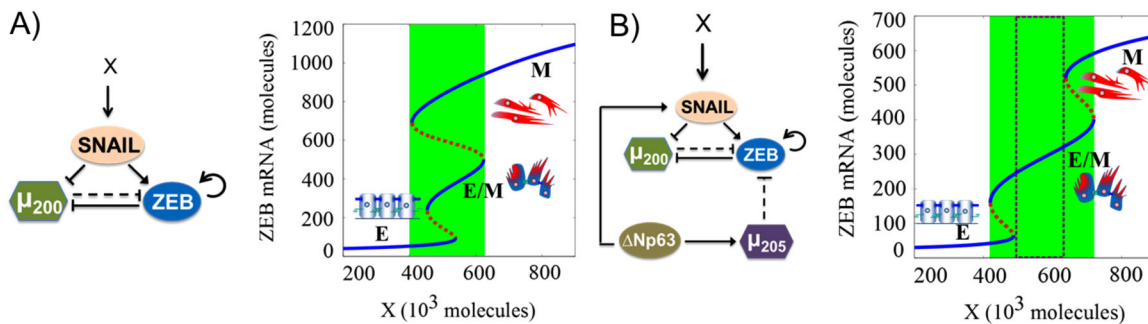 A)
X
SNAIL
μ200
ZEB
ZEB mRNA (molecules)
1200
1000
800
600
400
200
0
M
E/M
E
200 400 600 800
X (10³ molecules)
B)
X
SNAIL
μ200
ZEB
ΔNp63
μ205
ZEB mRNA (molecules)
700
600
500
400
300
200
100
0
M
E/M
E
200 400 600 800
X (10³ molecules)